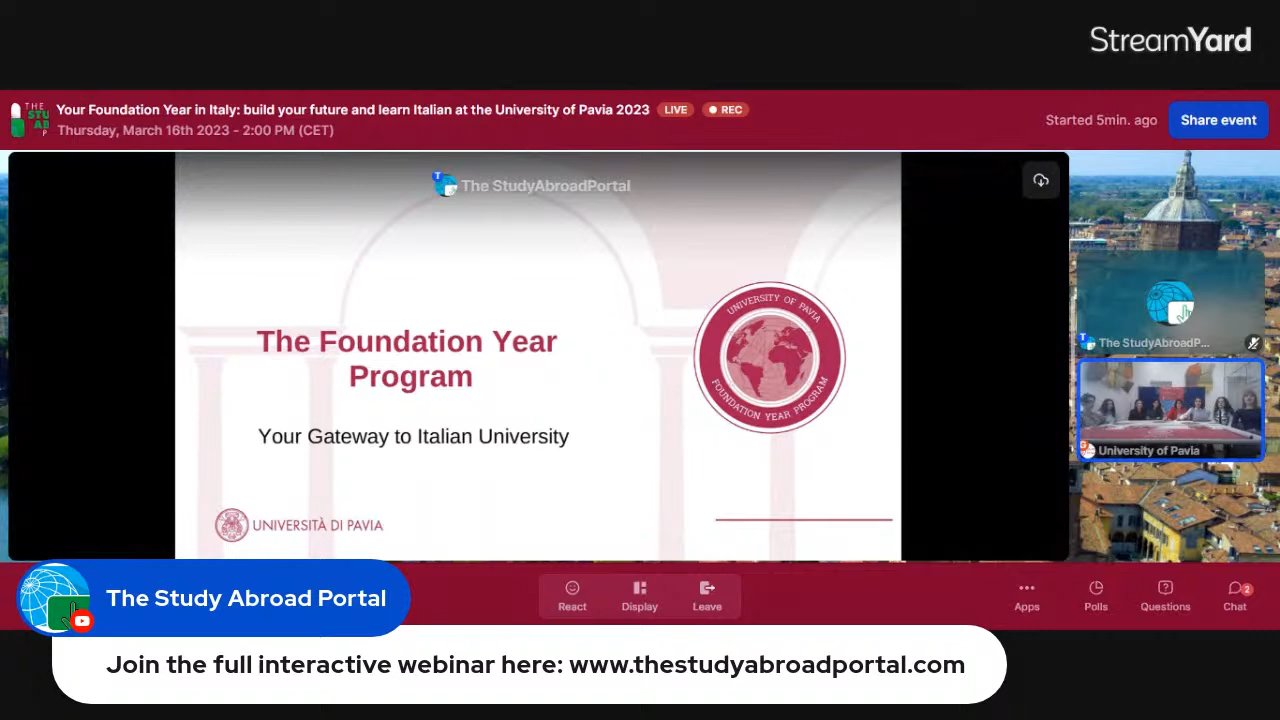 StreamYard
THE
STU
AB
P
Your Foundation Year in Italy: build your future and learn Italian at the University of Pavia 2023
LIVE
REC
Thursday, March 16th 2023 - 2:00 PM (CET)
Started 5min. ago
Share event
T
The StudyAbroadPortal
The Foundation Year
Program
Your Gateway to Italian University
UNIVERSITY OF PAVIA
FOUNDATION YEAR PROGRAM
UNIVERSITÀ DI PAVIA
T
The StudyAbroadP...
University of Pavia
The Study Abroad Portal
React
Display
Leave
Apps
Polls
Questions
2
Chat
Join the full interactive webinar here: www.thestudyabroadportal.com